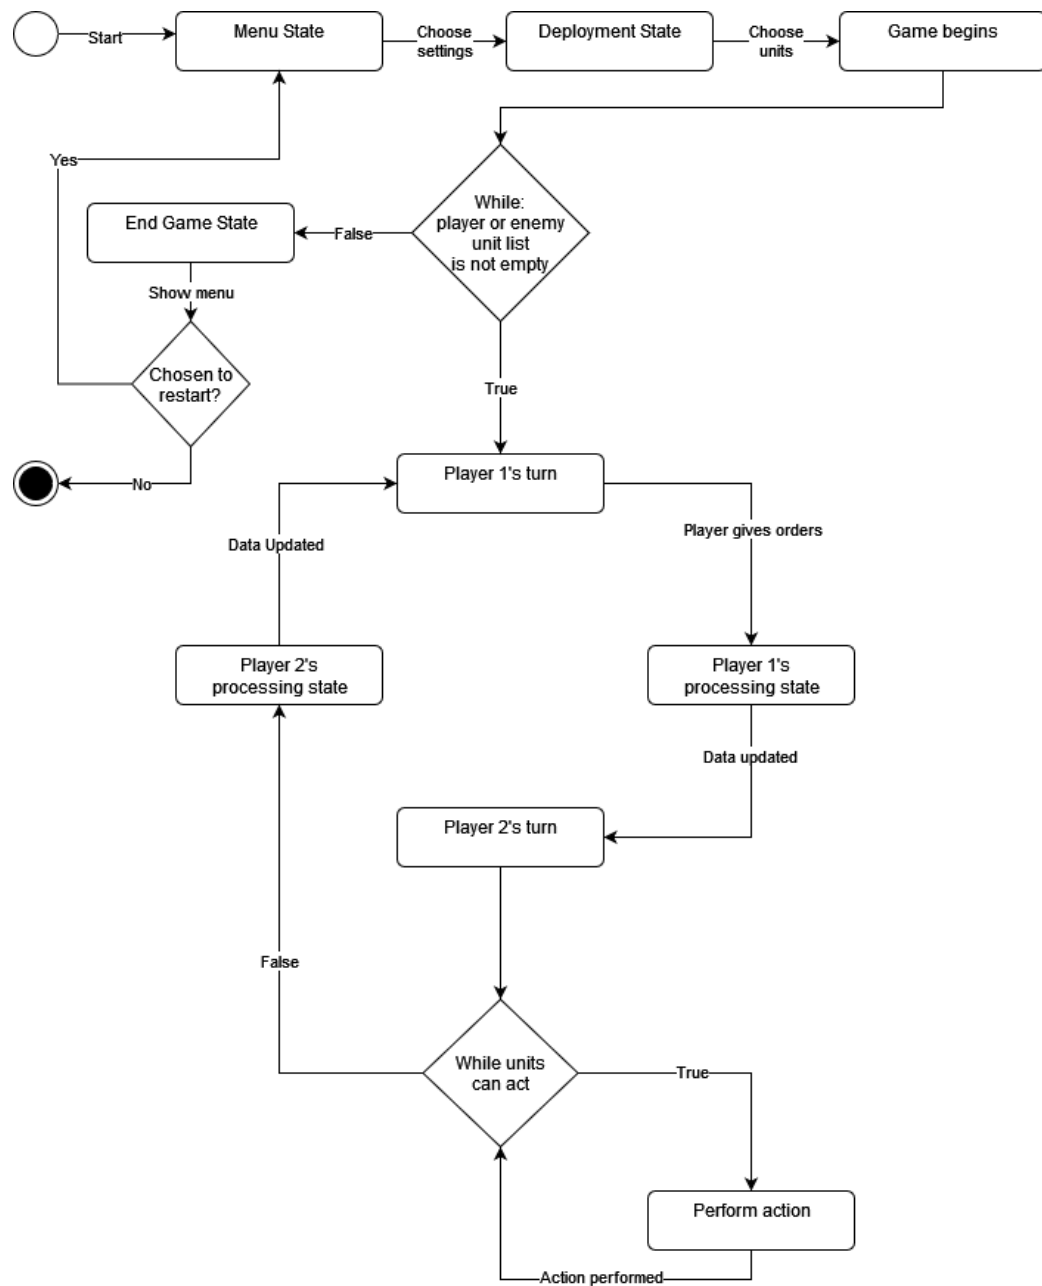 Start
Menu State
Choose
settings
Deployment State
Choose
units
Game begins
Yes
While:
player or enemy
unit list
is not empty
False
End Game State
Show menu
Chosen to
restart?
No
True
Player 1's turn
Player gives orders
Data Updated
Player 2's
processing state
Player 1's
processing state
Data updated
Player 2's turn
False
While units
can act
True
Perform action
Action performed